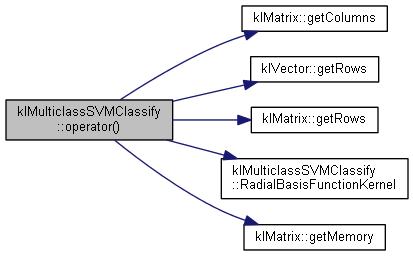 klMatrix::getColumns
klVector::getRows
klMulticlassSVMClassify
::operator()
klMatrix::getRows
klMulticlassSVMClassify
::RadialBasisFunctionKernel
klMatrix::getMemory